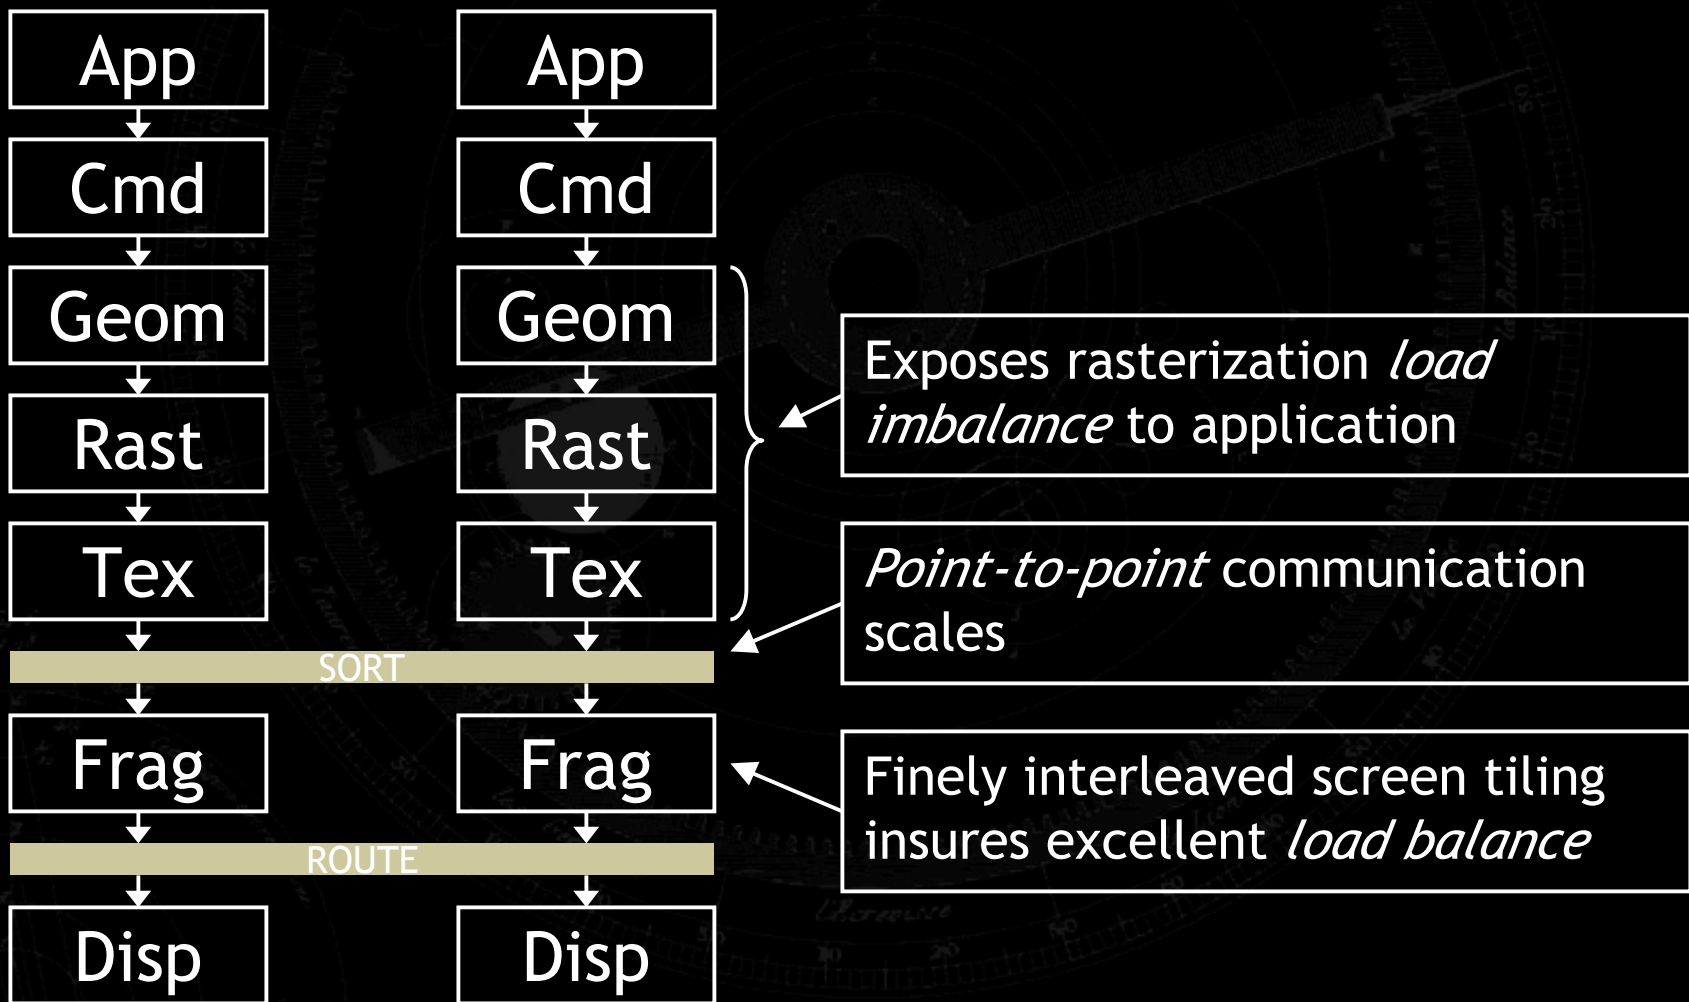 App
App
Cmd
Cmd
Geom
Geom
Rast
Rast
Tex
Tex
SORT
Frag
Frag
ROUTE
Disp
Disp
Exposes rasterization load
imbalance to application
Point-to-point communication
scales
Finely interleaved screen tiling
insures excellent load balance